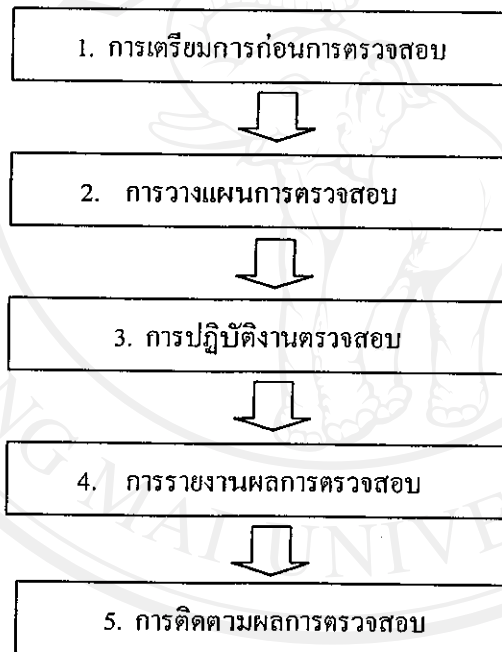 1. การเตรียมการก่อนการตรวจสอบ
2. การวางแผนการตรวจสอบ
3. การปฏิบัติงานตรวจสอบ
4. การรายงานผลการตรวจสอบ
5. การติดตามผลการตรวจสอบ
NG MAI UNIVE